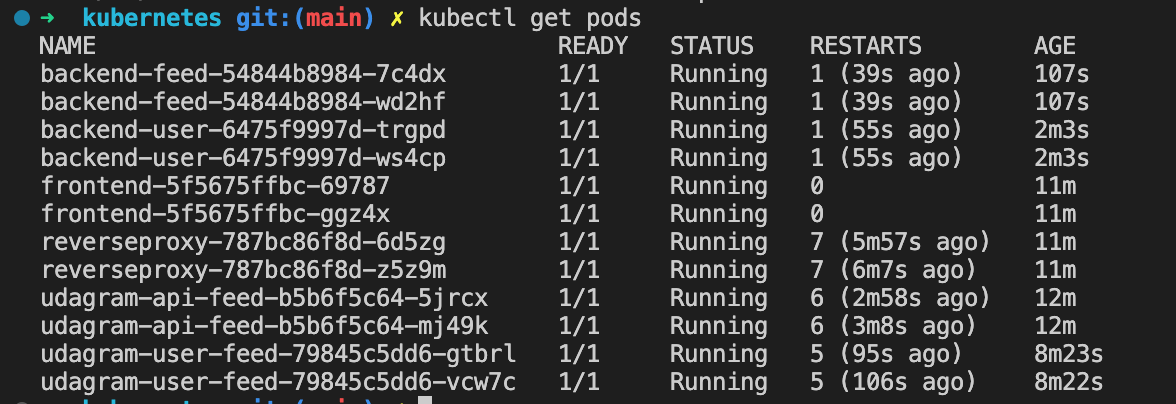 ➜ kubernetes git:(main) ✗ kubectl get pods
NAME READY STATUS RESTARTS AGE
backend-feed-54844b8984-7c4dx 1/1 Running 1 (39s ago) 107s
backend-feed-54844b8984-wd2hf 1/1 Running 1 (39s ago) 107s
backend-user-6475f9997d-trgpd 1/1 Running 1 (55s ago) 2m3s
backend-user-6475f9997d-ws4cp 1/1 Running 1 (55s ago) 2m3s
frontend-5f5675ffbc-69787 1/1 Running 0 11m
frontend-5f5675ffbc-ggz4x 1/1 Running 0 11m
reverseproxy-787bc86f8d-6d5zg 1/1 Running 7 (5m57s ago) 11m
reverseproxy-787bc86f8d-z5z9m 1/1 Running 7 (6m7s ago) 11m
udagram-api-feed-b5b6f5c64-5jrcx 1/1 Running 6 (2m58s ago) 12m
udagram-api-feed-b5b6f5c64-mj49k 1/1 Running 6 (3m8s ago) 12m
udagram-user-feed-79845c5dd6-gtbrl 1/1 Running 5 (95s ago) 8m23s
udagram-user-feed-79845c5dd6-vcw7c 1/1 Running 5 (106s ago) 8m22s